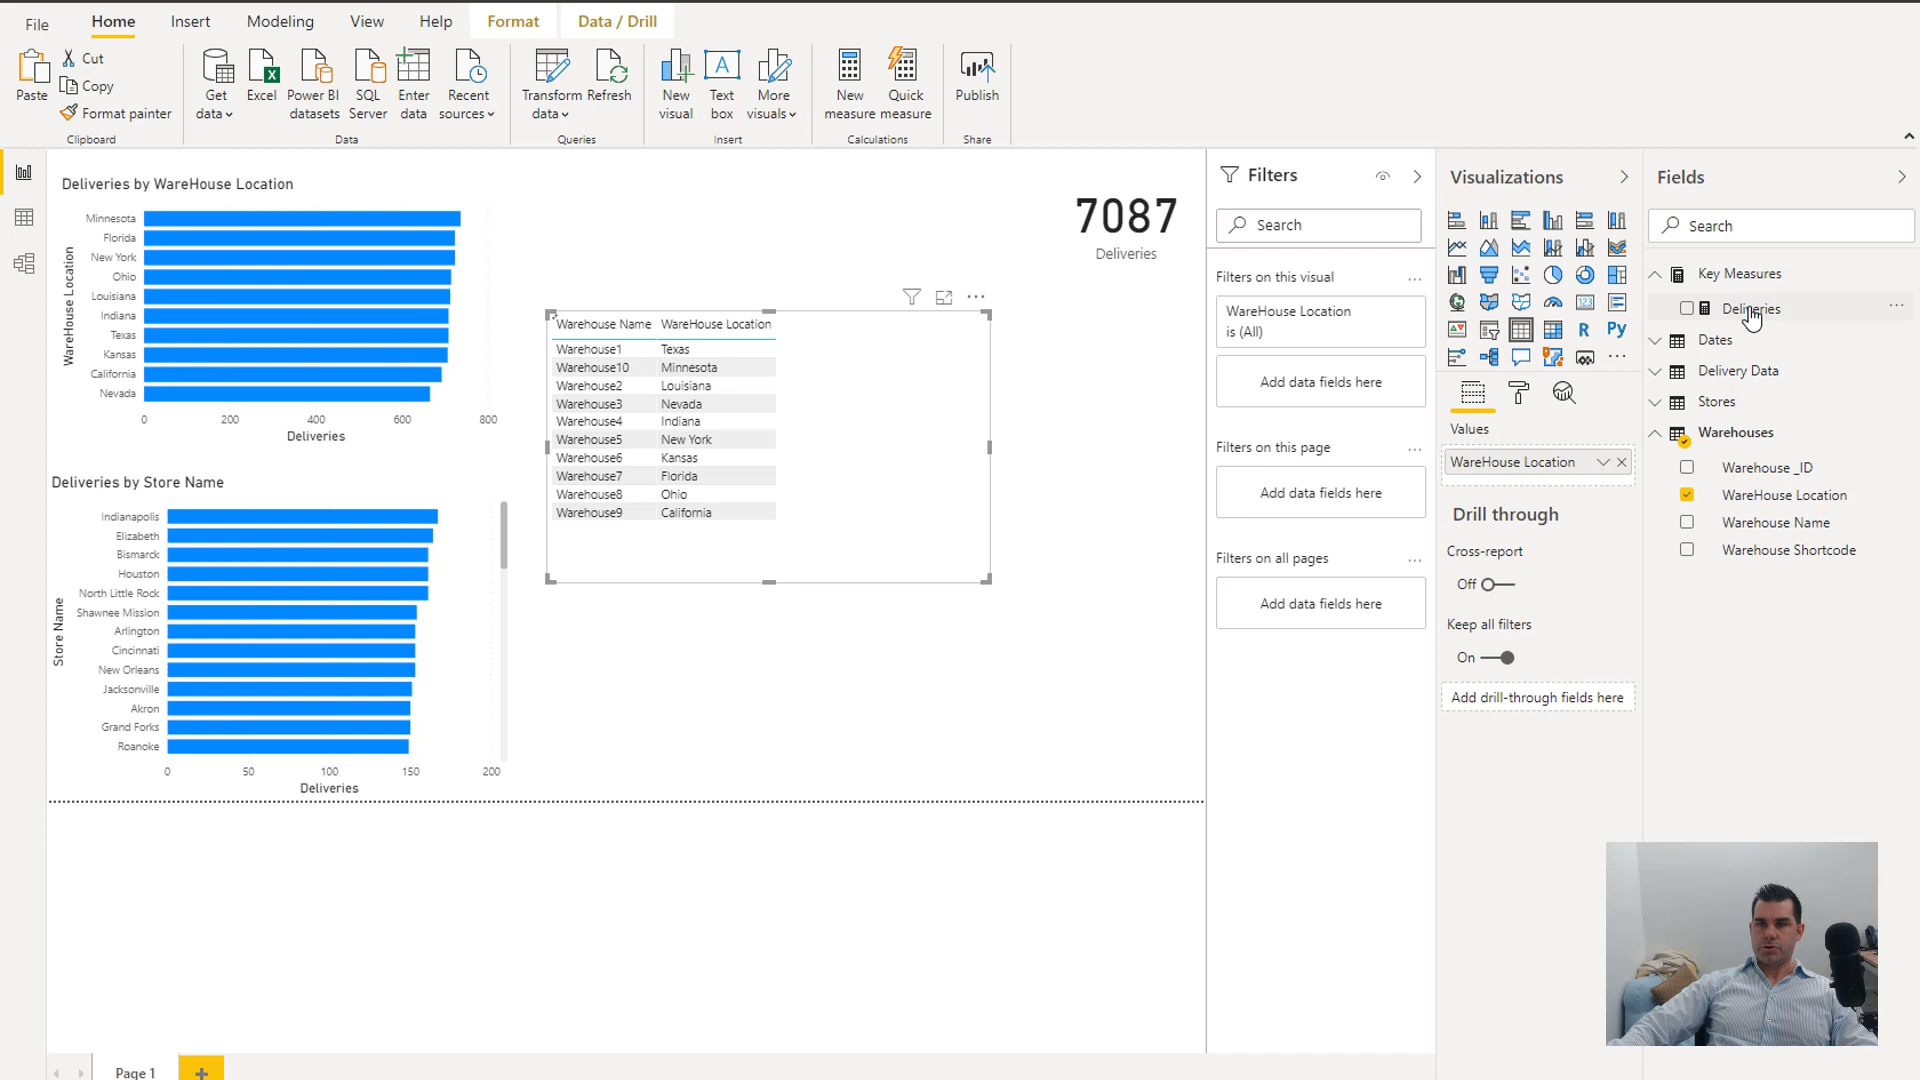 File
Home
Insert
Modeling
View
Help
Format
Data / Drill
Paste
Cut
Copy
Format painter
Clipboard
Get data
Excel
Power BI datasets
SQL Server
Enter data
Recent sources
Data
Transform data
Refresh
Queries
New visual
Text box
More visuals
Insert
New measure
Quick measure
Calculations
Publish
Share
Deliveries by WareHouse Location
WareHouse Location
Minnesota
Florida
New York
Ohio
Louisiana
Indiana
Texas
Kansas
California
Nevada
0 200 400 600 800
Deliveries
Deliveries by Store Name
Store Name
Indianapolis
Elizabeth
Bismarck
Houston
North Little Rock
Shawnee Mission
Arlington
Cincinnati
New Orleans
Jacksonville
Akron
Grand Forks
Roanoke
0 50 100 150 200
Deliveries
7087
Deliveries
Warehouse Name WareHouse Location
Warehouse1 Texas
Warehouse10 Minnesota
Warehouse2 Louisiana
Warehouse3 Nevada
Warehouse4 Indiana
Warehouse5 New York
Warehouse6 Kansas
Warehouse7 Florida
Warehouse8 Ohio
Warehouse9 California
Filters
Search
Filters on this visual
WareHouse Location
is (All)
Add data fields here
Filters on this page
Add data fields here
Filters on all pages
Add data fields here
Visualizations
123
R
Py
Values
WareHouse Location
Drill through
Cross-report
Off
Keep all filters
On
Add drill-through fields here
Fields
Search
Key Measures
Deliveries
Dates
Delivery Data
Stores
Warehouses
Warehouse _ID
WareHouse Location
Warehouse Name
Warehouse Shortcode
Page 1